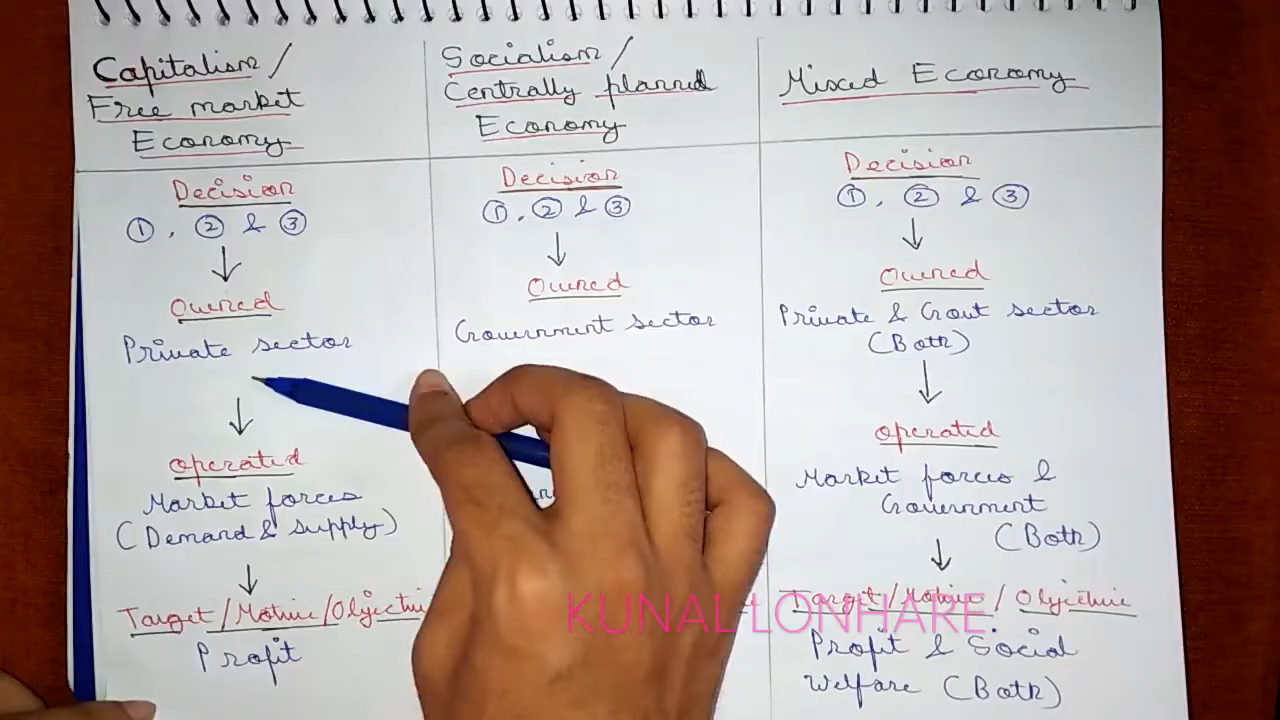 Capitalism /
Free market
Economy
Decision
①, ② & ③
Owned
Private sector
Operated
Market forces
(Demand & supply)
Target/Motive/Objective
Profit
Socialism /
Centrally planned
Economy
Decision
①, ② & ③
Owned
Government sector
Mixed Economy
Decision
①, ② & ③
Owned
Private & Govt sector
(Both)
Operated
Market forces &
Government
(Both)
Target/Motive/Objective
Profit & Social
Welfare (Both)
KUNAL LONHARE